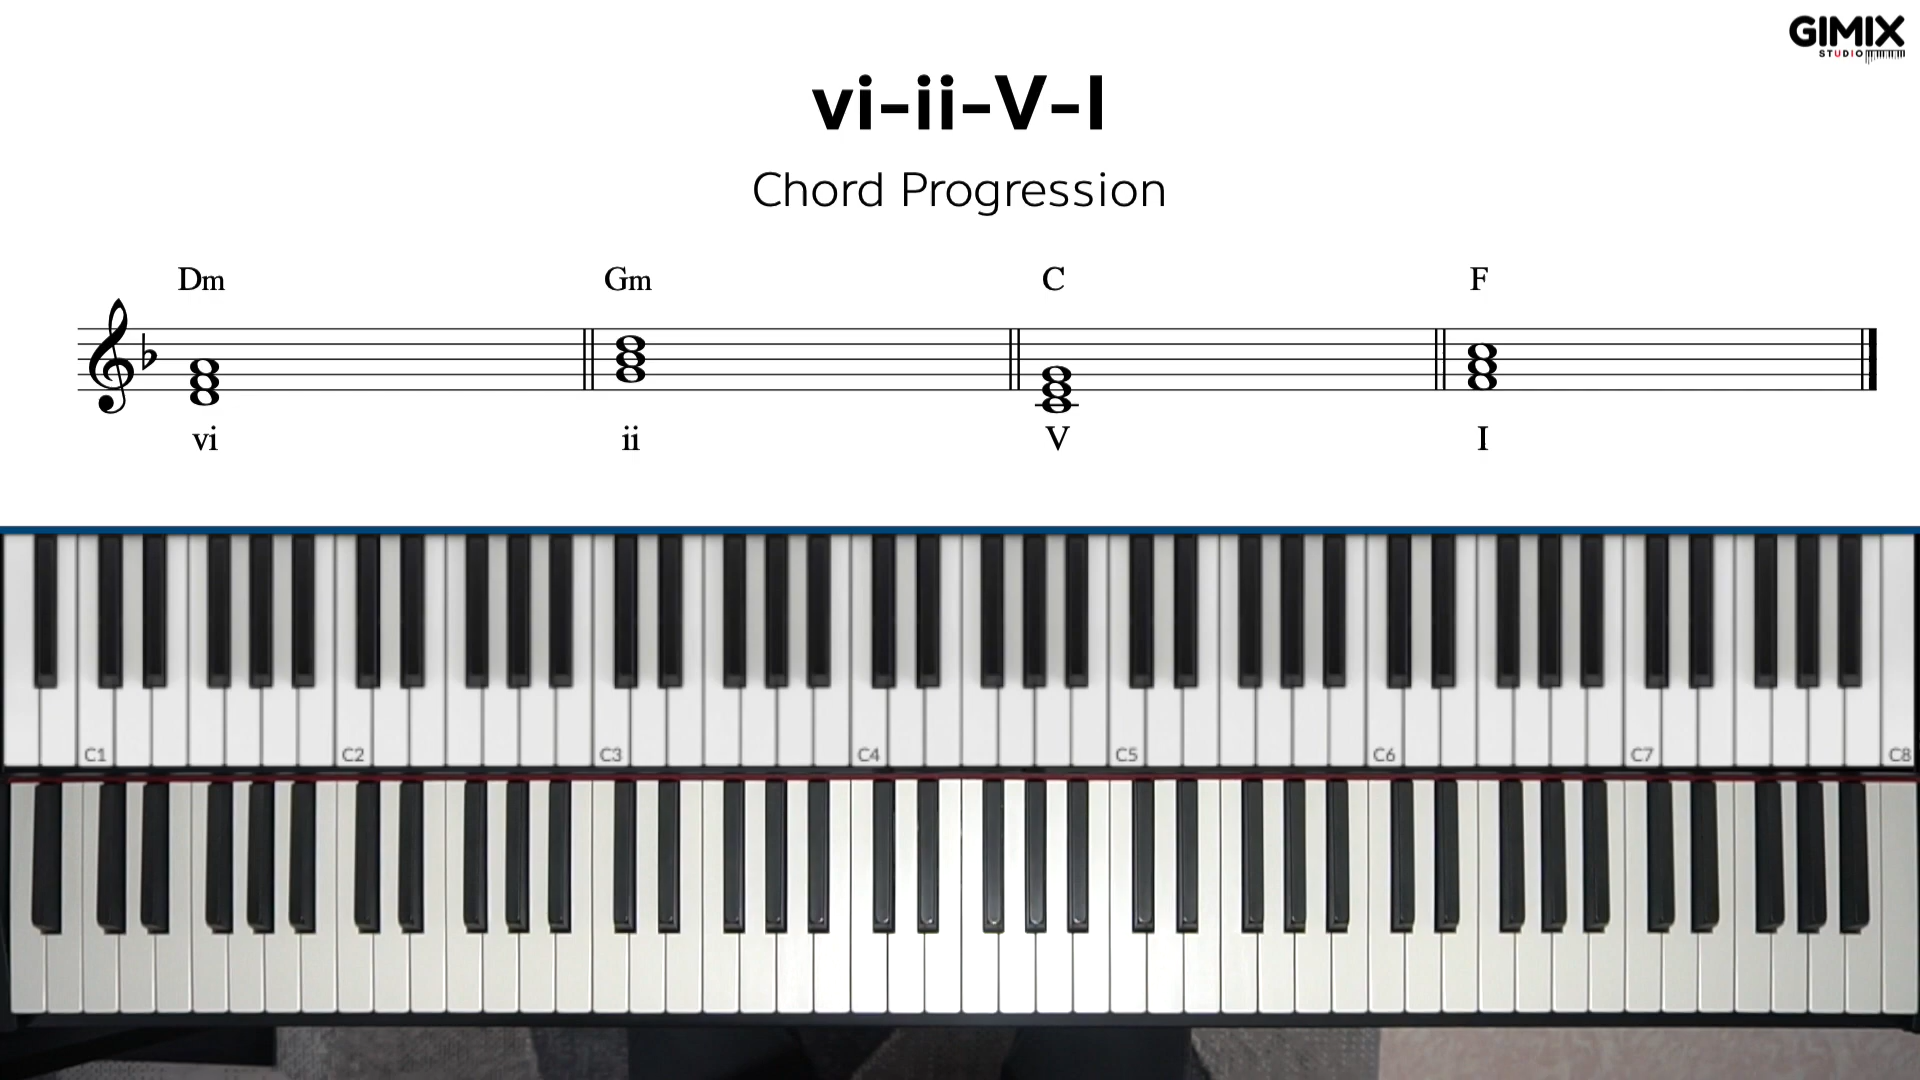 GIMIX
STUDIO
vi-ii-V-I
Chord Progression
Dm Gm C F
vi ii V I
C1 C2 C3 C4 C5 C6 C7 C8